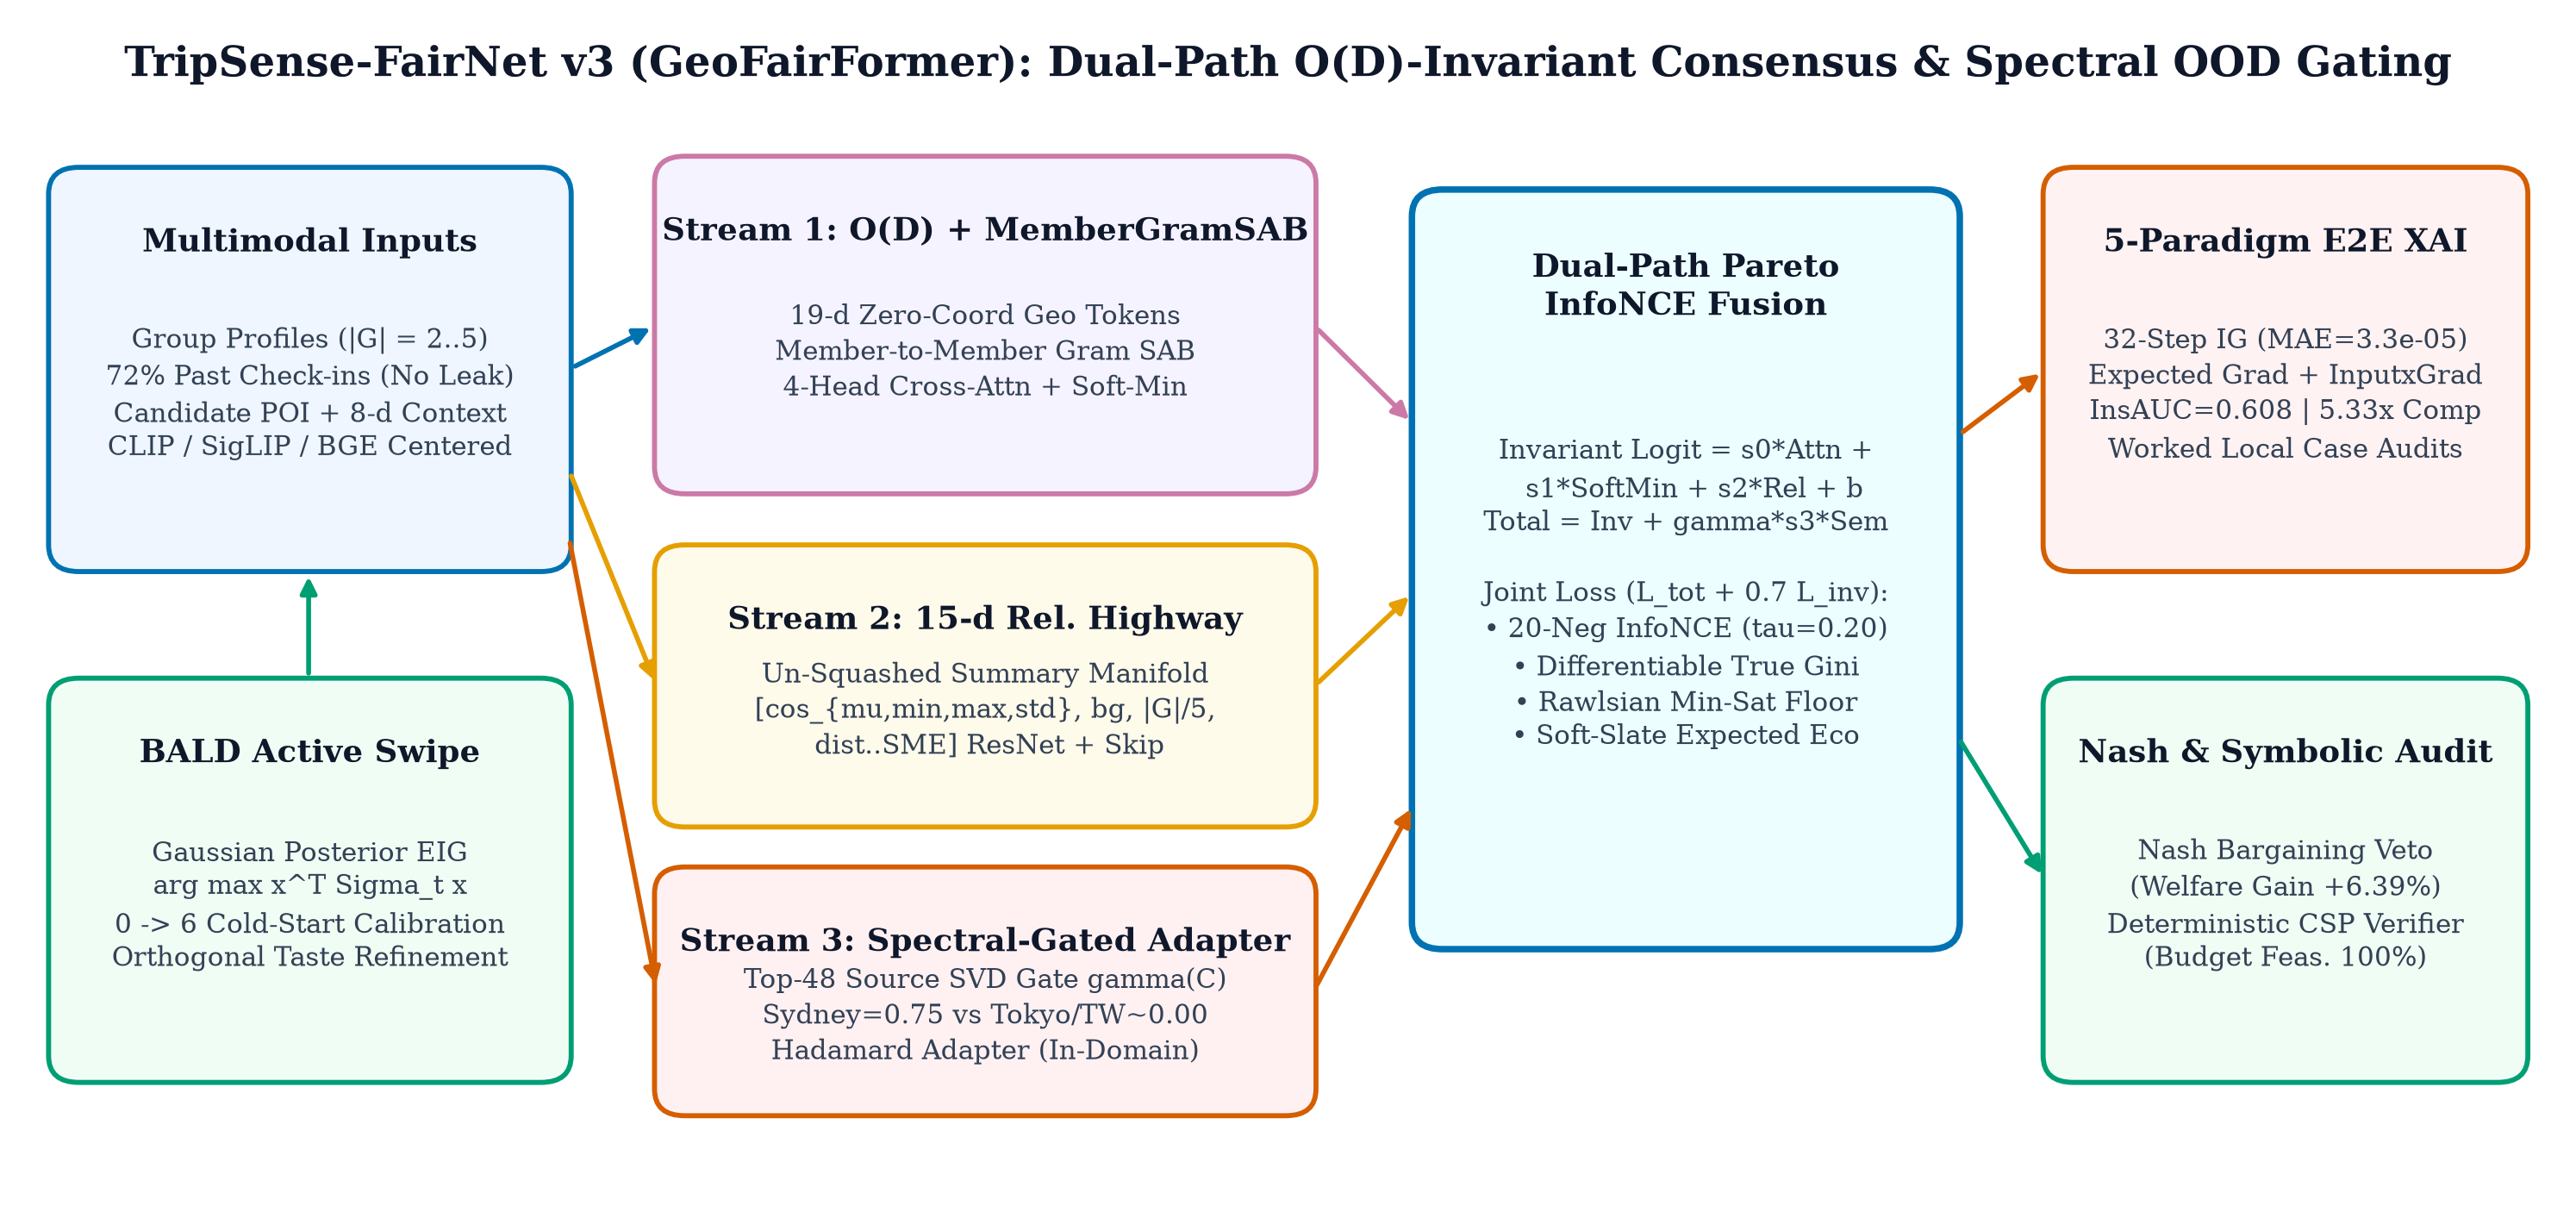 TripSense-FairNet v3 (GeoFairFormer): Dual-Path O(D)-Invariant Consensus & Spectral OOD Gating
Multimodal Inputs
Group Profiles (|G| = 2..5)
72% Past Check-ins (No Leak)
Candidate POI + 8-d Context
CLIP / SigLIP / BGE Centered
BALD Active Swipe
Gaussian Posterior EIG
arg max x^T Sigma_t x
0 -> 6 Cold-Start Calibration
Orthogonal Taste Refinement
Stream 1: O(D) + MemberGramSAB
19-d Zero-Coord Geo Tokens
Member-to-Member Gram SAB
4-Head Cross-Attn + Soft-Min
Stream 2: 15-d Rel. Highway
Un-Squashed Summary Manifold
[cos_{mu,min,max,std}, bg, |G|/5,
dist..SME] ResNet + Skip
Stream 3: Spectral-Gated Adapter
Top-48 Source SVD Gate gamma(C)
Sydney=0.75 vs Tokyo/TW~0.00
Hadamard Adapter (In-Domain)
Dual-Path Pareto
InfoNCE Fusion
Invariant Logit = s0*Attn +
s1*SoftMin + s2*Rel + b
Total = Inv + gamma*s3*Sem
Joint Loss (L_tot + 0.7 L_inv):
• 20-Neg InfoNCE (tau=0.20)
• Differentiable True Gini
• Rawlsian Min-Sat Floor
• Soft-Slate Expected Eco
5-Paradigm E2E XAI
32-Step IG (MAE=3.3e-05)
Expected Grad + InputxGrad
InsAUC=0.608 | 5.33x Comp
Worked Local Case Audits
Nash & Symbolic Audit
Nash Bargaining Veto
(Welfare Gain +6.39%)
Deterministic CSP Verifier
(Budget Feas. 100%)